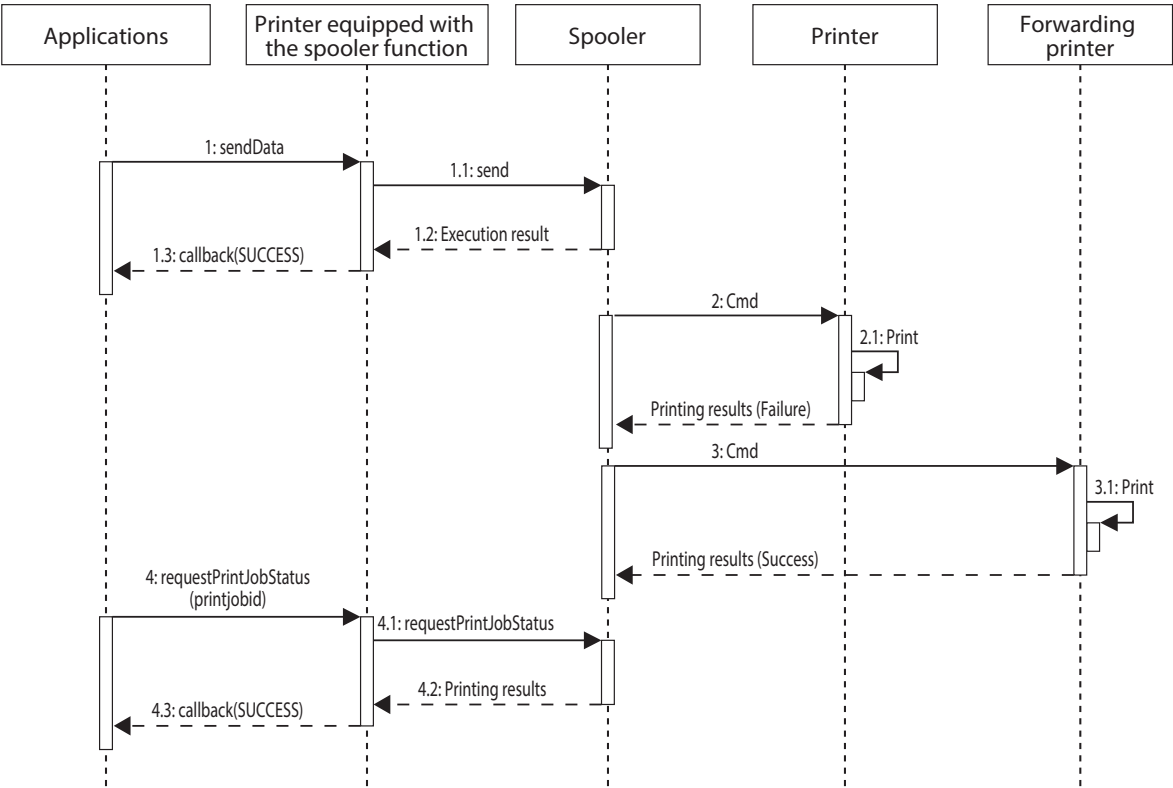 Applications
Printer equipped with
the spooler function
Spooler
Printer
Forwarding
printer
1: sendData
1.1: send
1.2: Execution result
1.3: callback(SUCCESS)
2: Cmd
2.1: Print
Printing results (Failure)
3: Cmd
3.1: Print
Printing results (Success)
4: requestPrintJobStatus
(printjobid)
4.1: requestPrintJobStatus
4.2: Printing results
4.3: callback(SUCCESS)